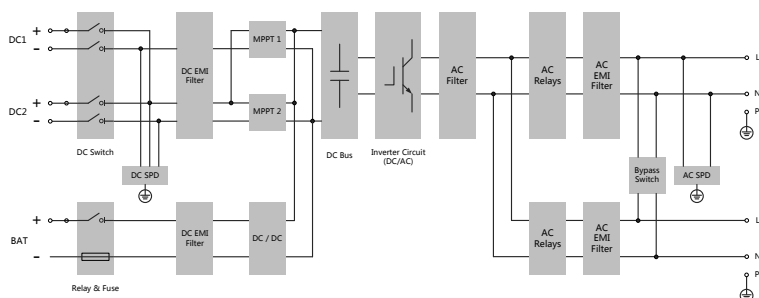 DC1
+
−
DC2
+
−
DC Switch
DC SPD
DC EMI
Filter
MPPT 1
MPPT 2
DC Bus
Inverter Circuit
(DC/AC)
AC
Filter
AC
Relays
AC
EMI
Filter
L
N
P
Bypass
Switch
AC SPD
BAT
+
−
Relay & Fuse
DC EMI
Filter
DC / DC
AC
Relays
AC
EMI
Filter
L
N
P